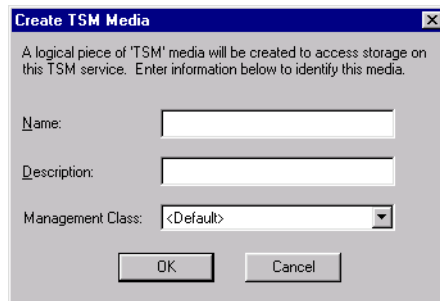 Create TSM Media
A logical piece of 'TSM' media will be created to access storage on
this TSM service.  Enter information below to identify this media.
Name:
Description:
Management Class: <Default>
OK Cancel